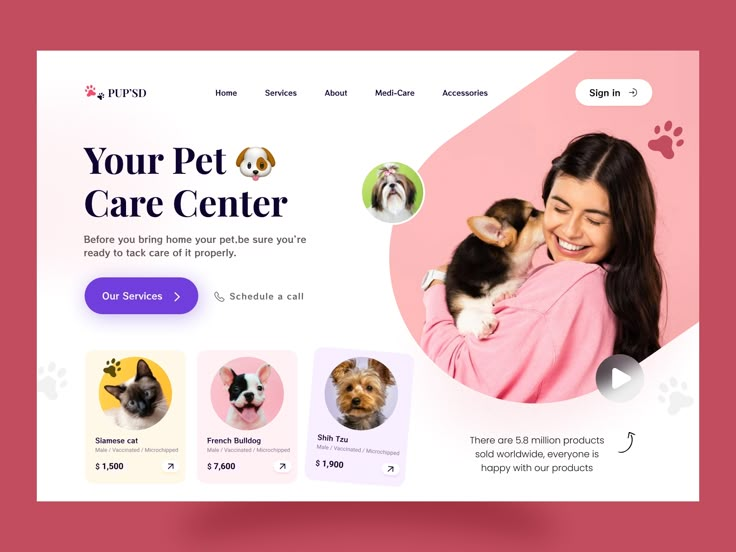 PUP'SD
Home
Services
About
Medi-Care
Accessories
Sign in
Your Pet
Care Center
Before you bring home your pet,be sure you're
ready to tack care of it properly.
Our Services
Schedule a call
Siamese cat
Male / Vaccinated / Microchipped
$ 1,500
French Bulldog
Male / Vaccinated / Microchipped
$ 7,600
Shih Tzu
Male / Vaccinated / Microchipped
$ 1,900
There are 5.8 million products
sold worldwide, everyone is
happy with our products